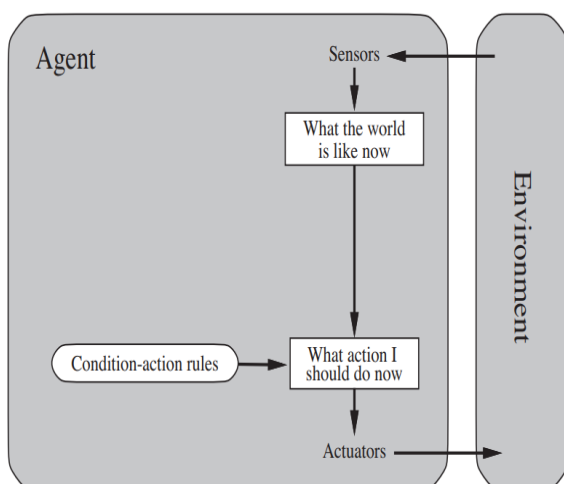 Agent
Sensors
What the world
is like now
Environment
Condition-action rules
What action I
should do now
Actuators